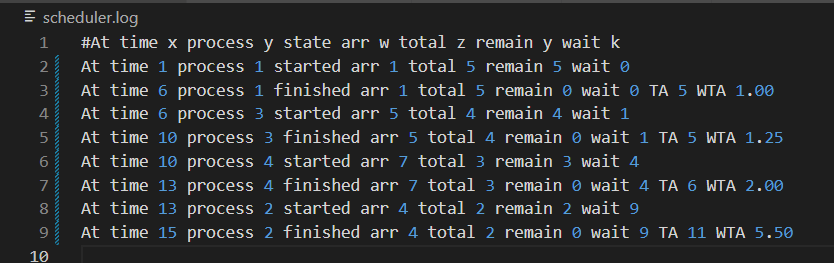 scheduler.log
1 #At time x process y state arr w total z remain y wait k
2 At time 1 process 1 started arr 1 total 5 remain 5 wait 0
3 At time 6 process 1 finished arr 1 total 5 remain 0 wait 0 TA 5 WTA 1.00
4 At time 6 process 3 started arr 5 total 4 remain 4 wait 1
5 At time 10 process 3 finished arr 5 total 4 remain 0 wait 1 TA 5 WTA 1.25
6 At time 10 process 4 started arr 7 total 3 remain 3 wait 4
7 At time 13 process 4 finished arr 7 total 3 remain 0 wait 4 TA 6 WTA 2.00
8 At time 13 process 2 started arr 4 total 2 remain 2 wait 9
9 At time 15 process 2 finished arr 4 total 2 remain 0 wait 9 TA 11 WTA 5.50
10